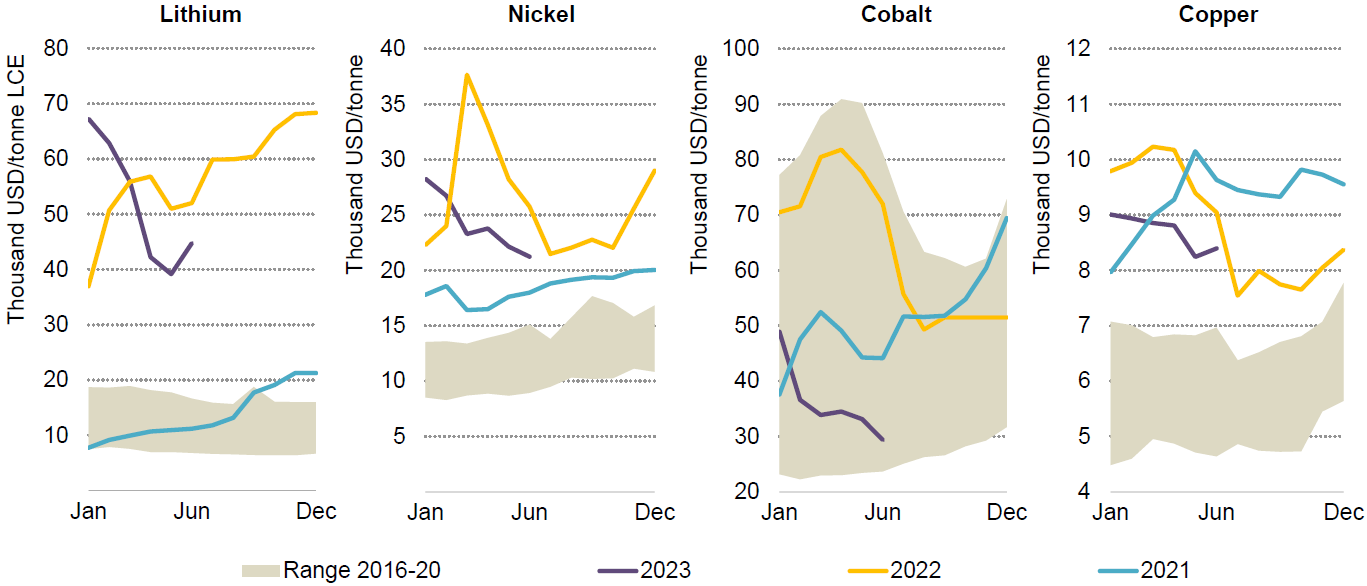 Lithium
Thousand USD/tonne LCE
80
70
60
50
40
30
20
10
Jan Jun Dec
Nickel
Thousand USD/tonne
40
35
30
25
20
15
10
5
Jan Jun Dec
Cobalt
Thousand USD/tonne
100
90
80
70
60
50
40
30
20
Jan Jun Dec
Copper
Thousand USD/tonne
12
11
10
9
8
7
6
5
4
Jan Jun Dec
Range 2016-20 2023 2022 2021